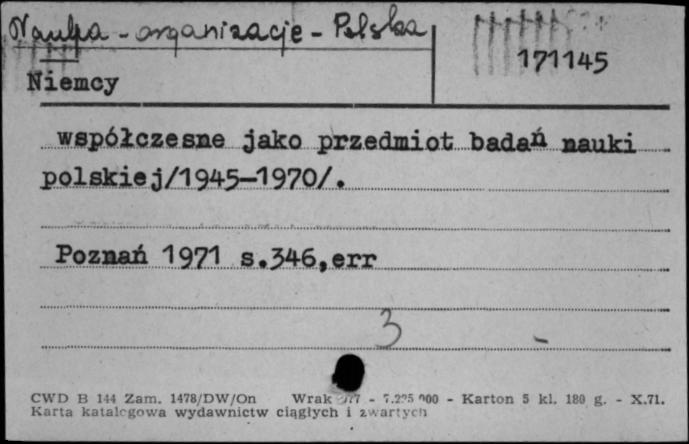 Nauka - organizacje - Polska
171145
Niemcy
współczesne jako przedmiot badań nauki
polskiej/1945-1970/.
Poznań 1971 s.346,err
3
CWD B 144 Zam. 1478/DW/On Wrak - Karton 5 kl. 180 g. - X.71.
Karta katalogowa wydawnictw ciągłych i zwartych